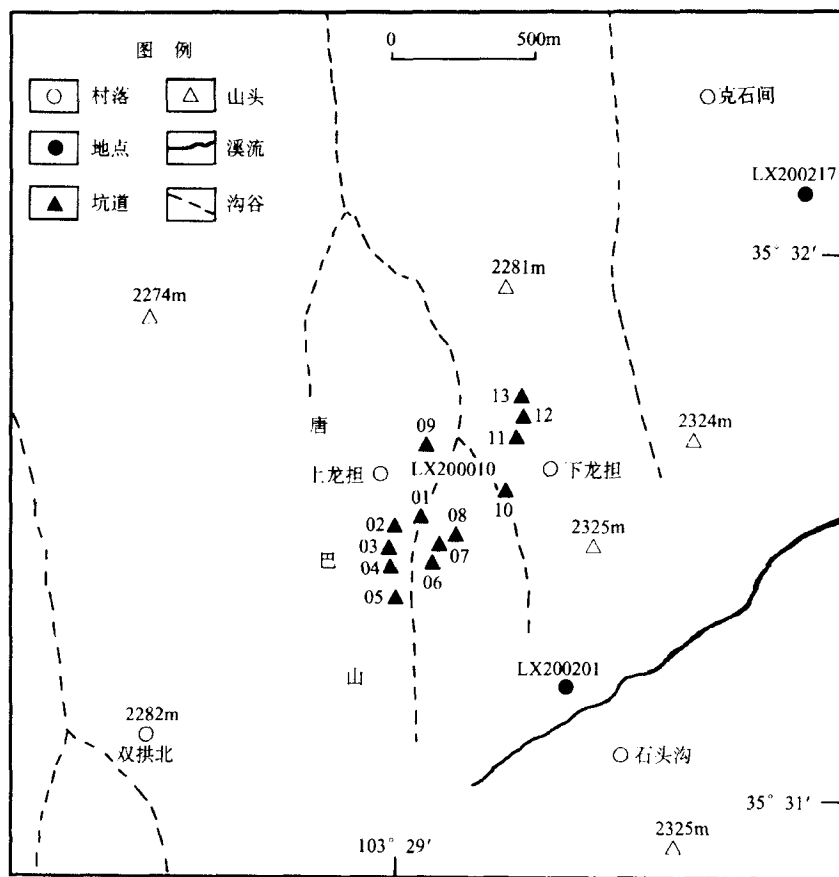 图 例
村落
山头
地点
溪流
坑道
沟谷
0 500m
克石间
LX200217
35° 32′
2281m
2274m
唐
13
12
11
09
2324m
上龙担
LX200010
下龙担
10
01
02
08
03
07
2325m
巴
04
06
05
LX200201
山
2282m
双拱北
石头沟
35° 31′
103° 29′
2325m